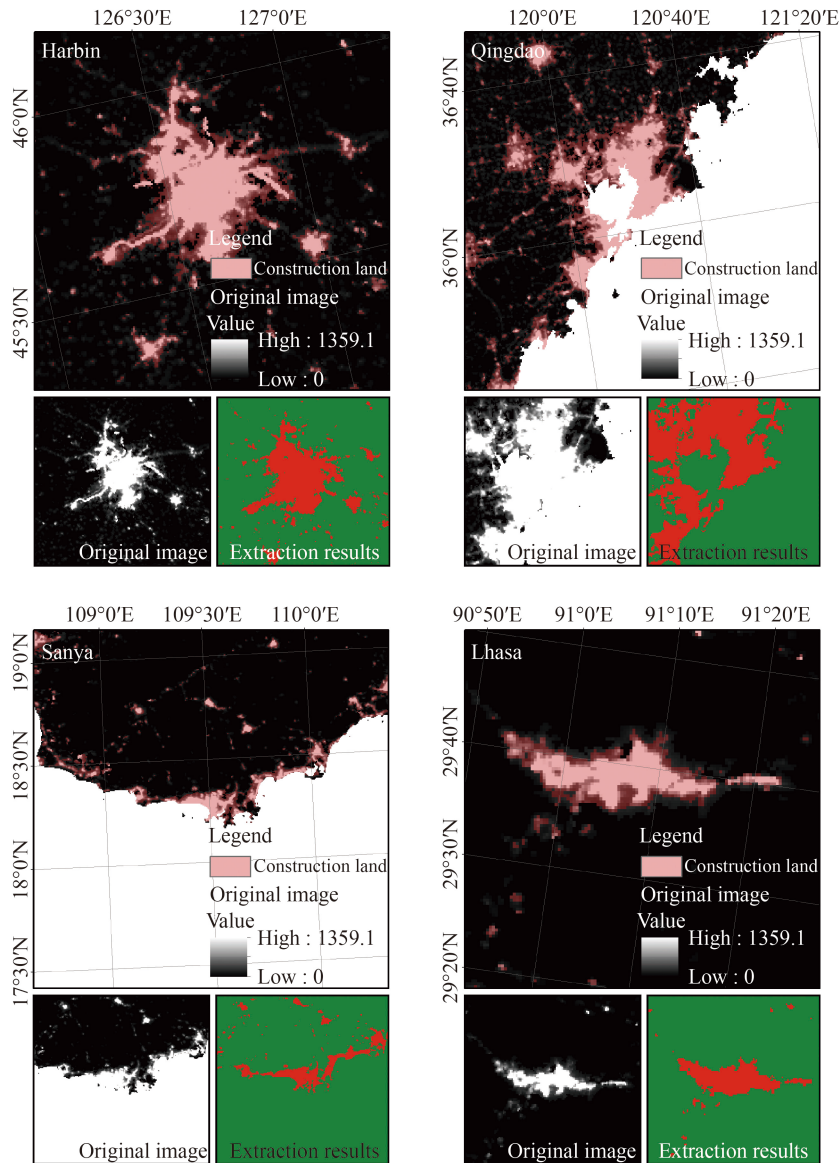 126°30′E 127°0′E
Harbin
46°0′N
45°30′N
Legend
Construction land
Original image
Value
High : 1359.1
Low : 0
Original image
Extraction results
120°0′E 120°40′E 121°20′E
Qingdao
36°40′N
36°0′N
Legend
Construction land
Original image
Value
High : 1359.1
Low : 0
Original image
Extraction results
109°0′E 109°30′E 110°0′E
Sanya
19°0′N
18°30′N
18°0′N
17°30′N
Legend
Construction land
Original image
Value
High : 1359.1
Low : 0
Original image
Extraction results
90°50′E 91°0′E 91°10′E 91°20′E
Lhasa
29°40′N
29°30′N
29°20′N
Legend
Construction land
Original image
Value
High : 1359.1
Low : 0
Original image
Extraction results